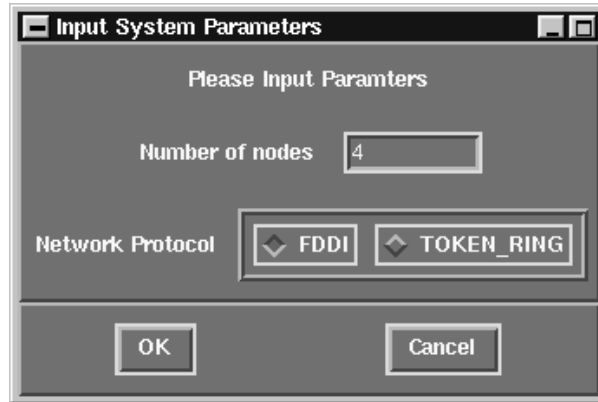 Input System Parameters
Please Input Paramters
Number of nodes 4
Network Protocol FDDI TOKEN_RING
OK Cancel